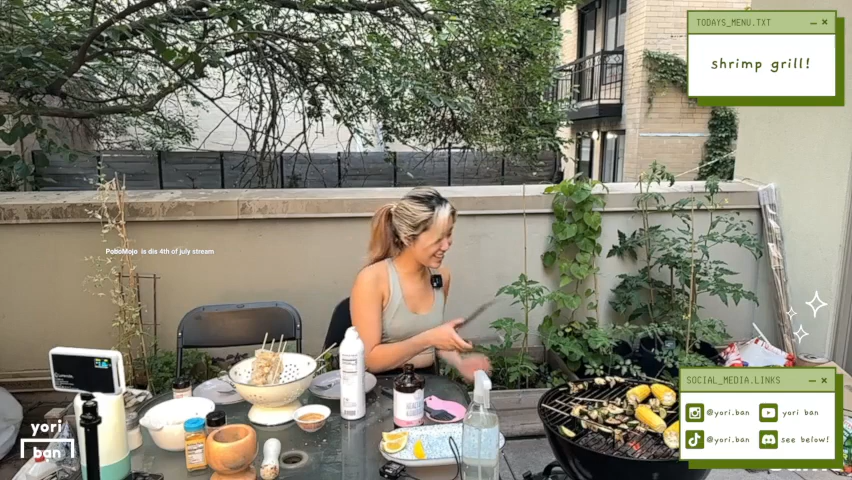 TODAYS_MENU.TXT
shrimp grill!
PoboMojo is dis 4th of july stream
SOCIAL_MEDIA.LINKS
@yori.ban
yori ban
@yori.ban
see below!
yori
ban